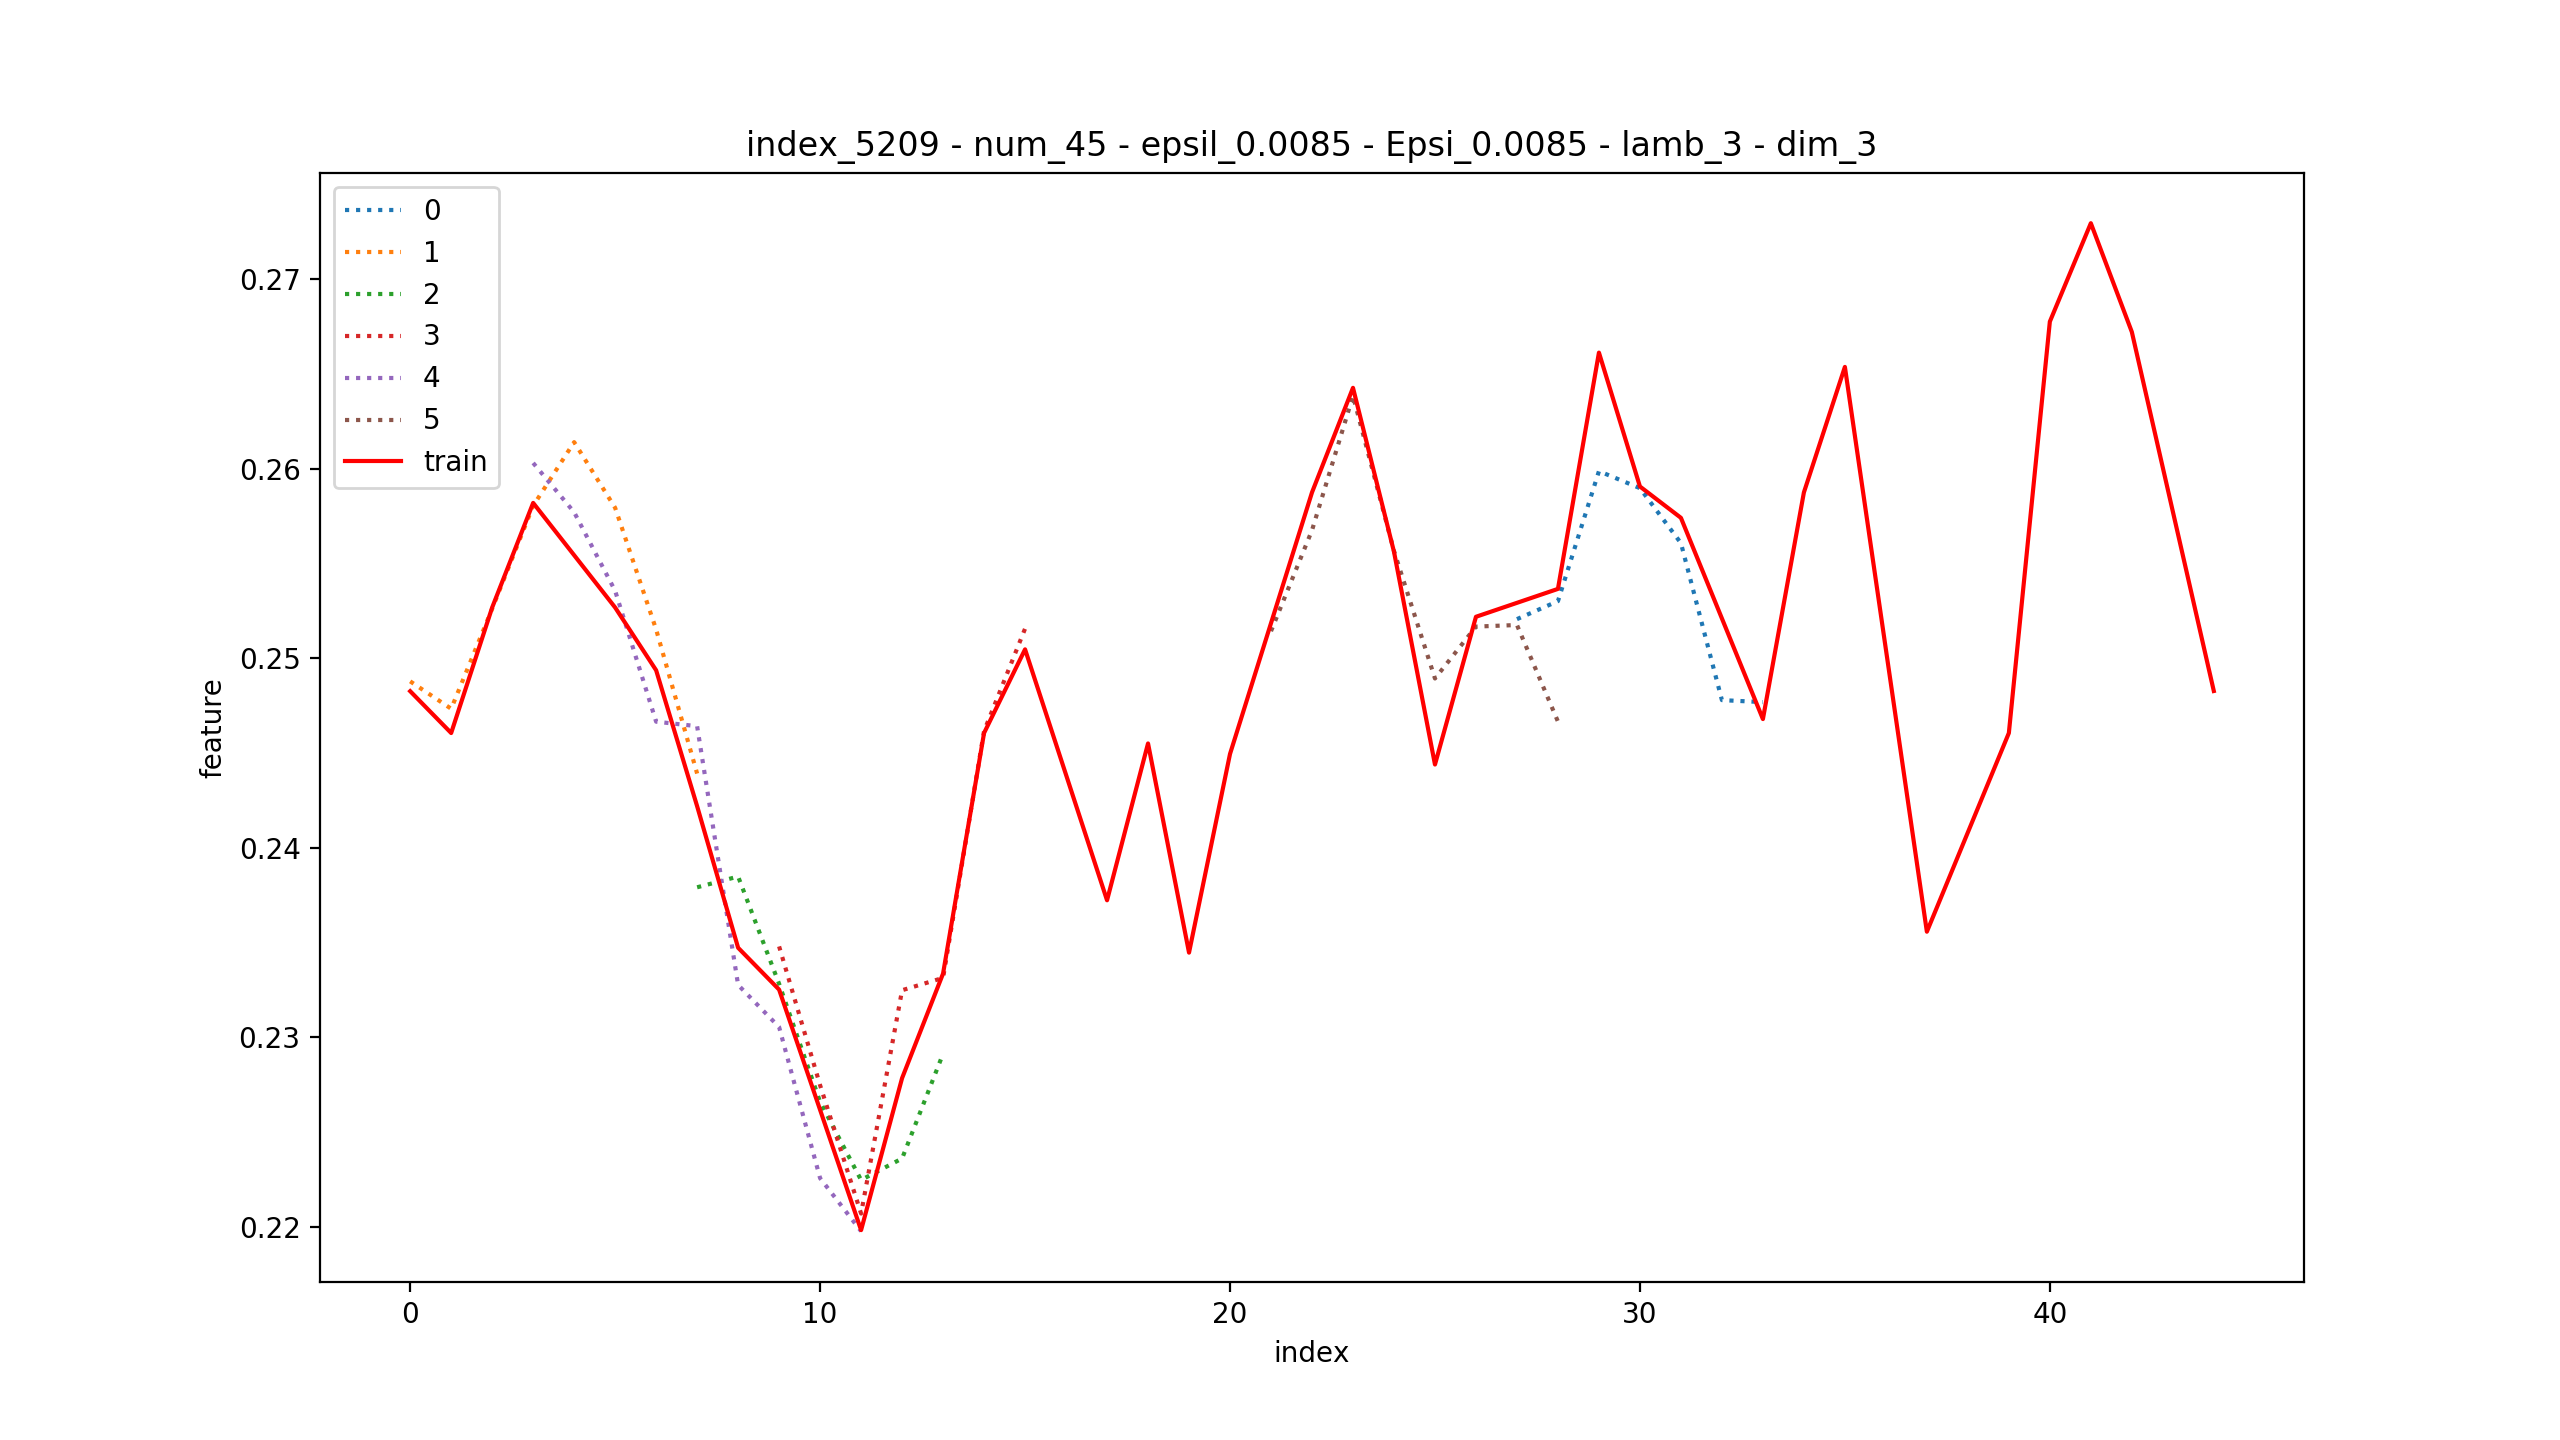 index_5209 - num_45 - epsil_0.0085 - Epsi_0.0085 - lamb_3 - dim_3
0
1
2
3
4
5
train
0.27
0.26
0.25
0.24
0.23
0.22
feature
0 10 20 30 40
index